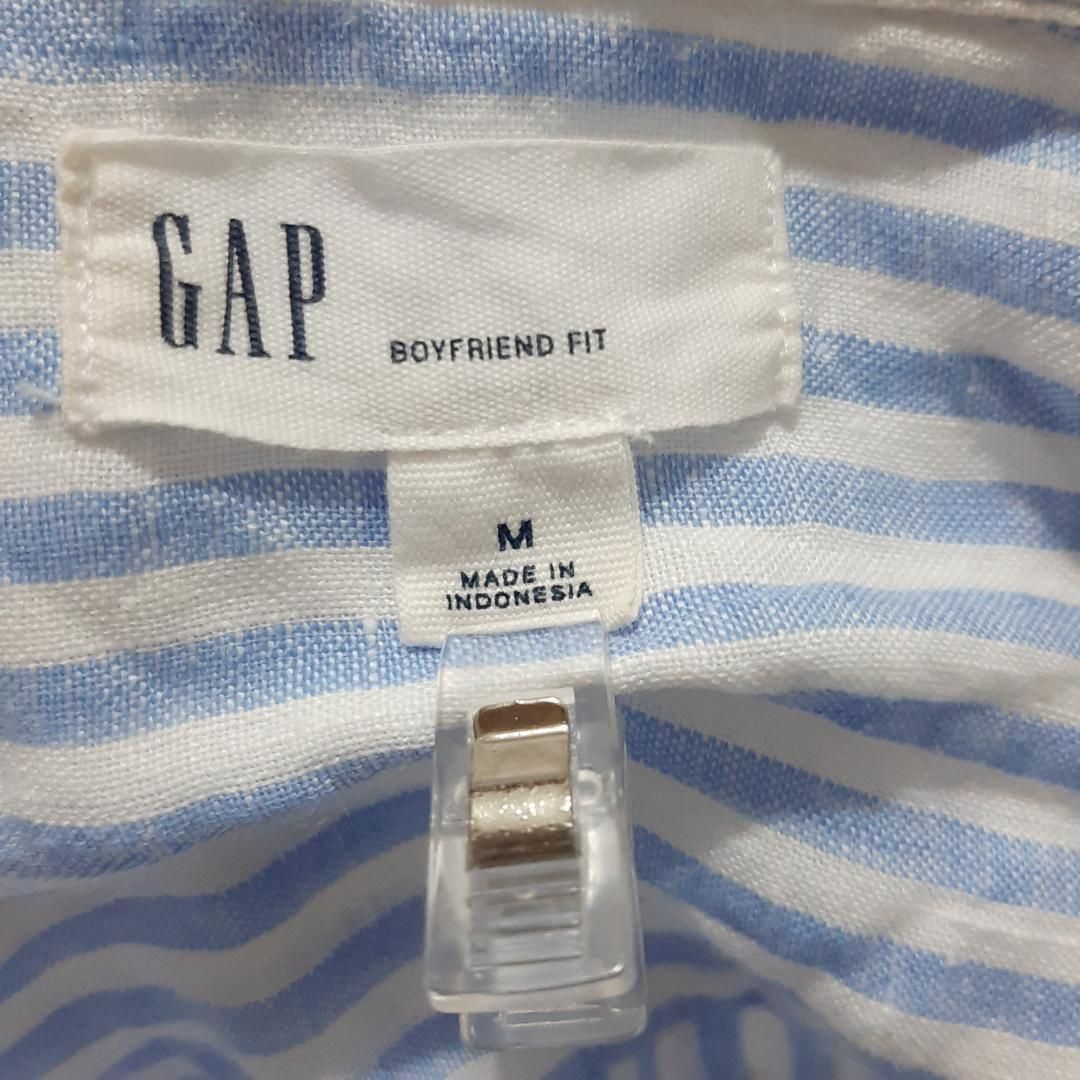 GAP
BOYFRIEND FIT
M
MADE IN
INDONESIA